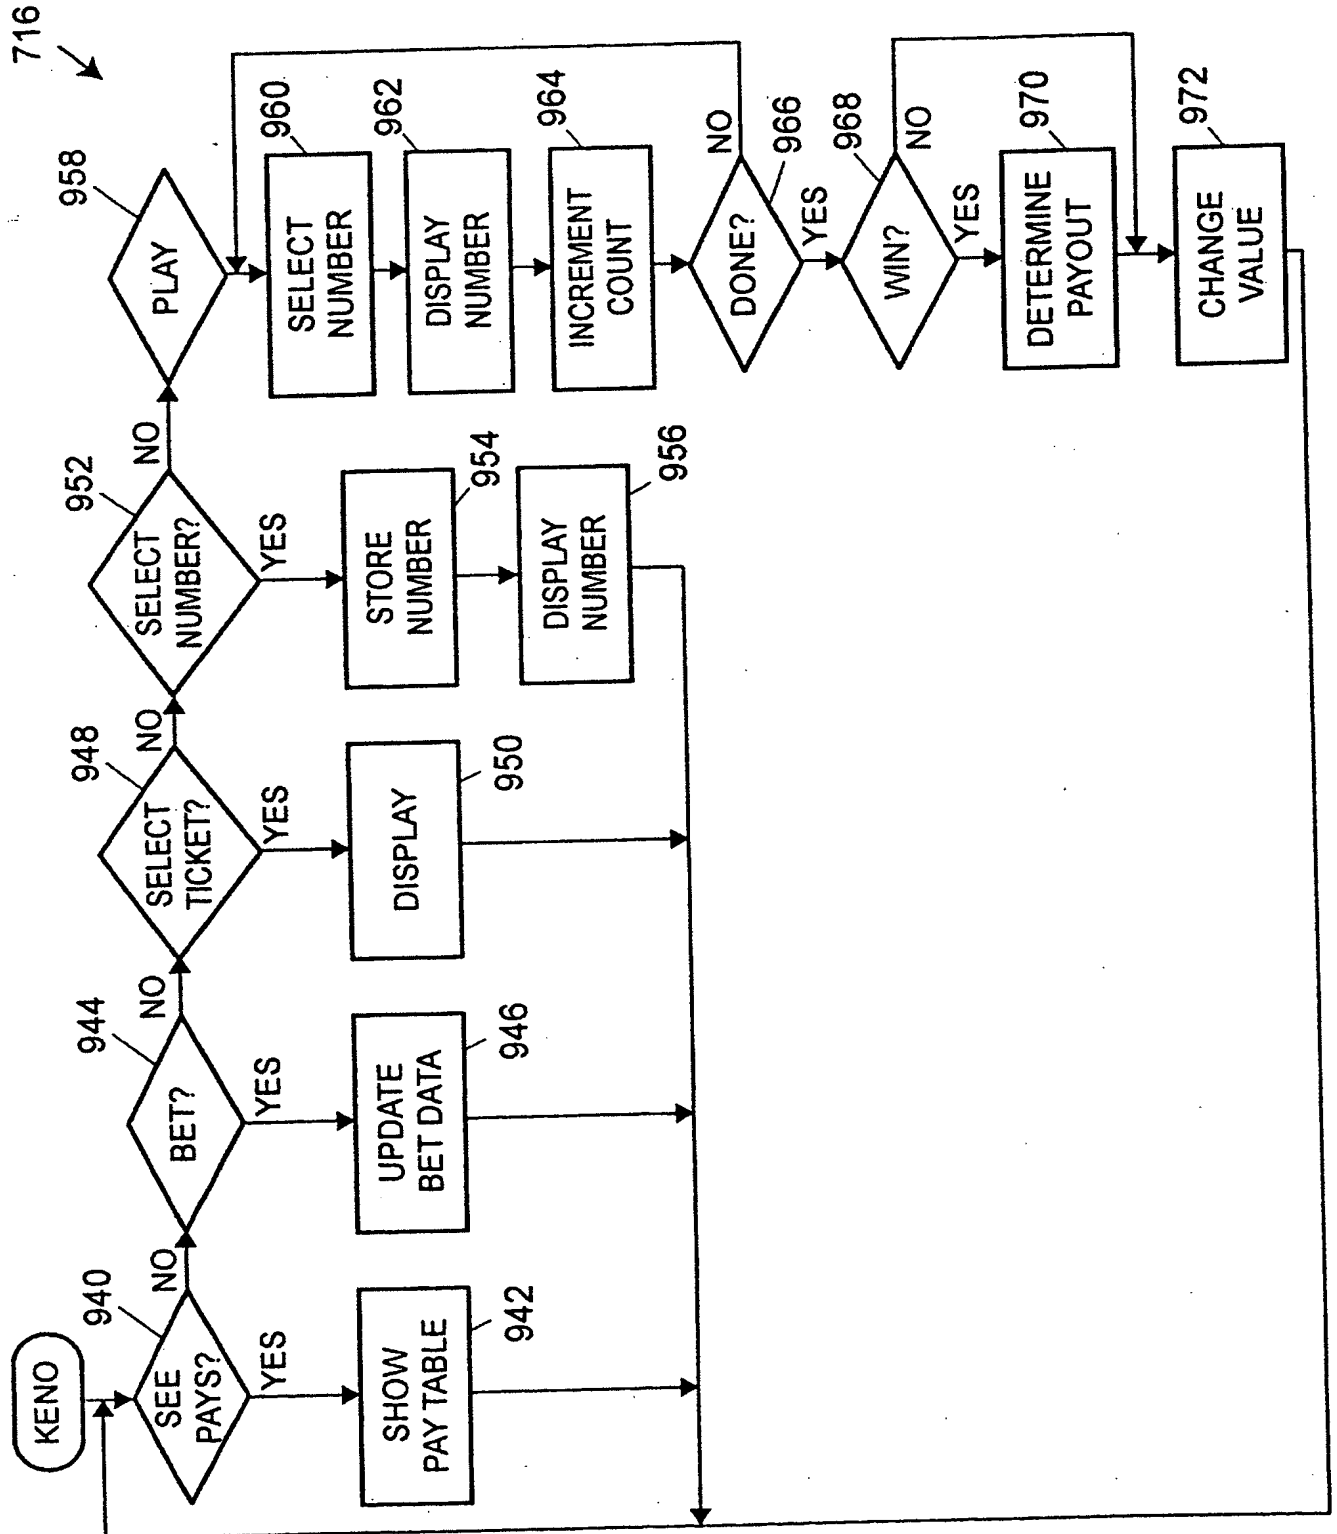 716
KENO
940
SEE
PAYS?
NO
YES
SHOW
PAY TABLE
942
944
BET?
NO
YES
UPDATE
BET DATA
946
948
SELECT
TICKET?
NO
YES
DISPLAY
950
952
SELECT
NUMBER?
NO
YES
STORE
NUMBER
954
DISPLAY
NUMBER
956
958
PLAY
SELECT
NUMBER
960
DISPLAY
NUMBER
962
INCREMENT
COUNT
964
DONE?
NO
966
YES
WIN?
968
NO
YES
DETERMINE
PAYOUT
970
CHANGE
VALUE
972